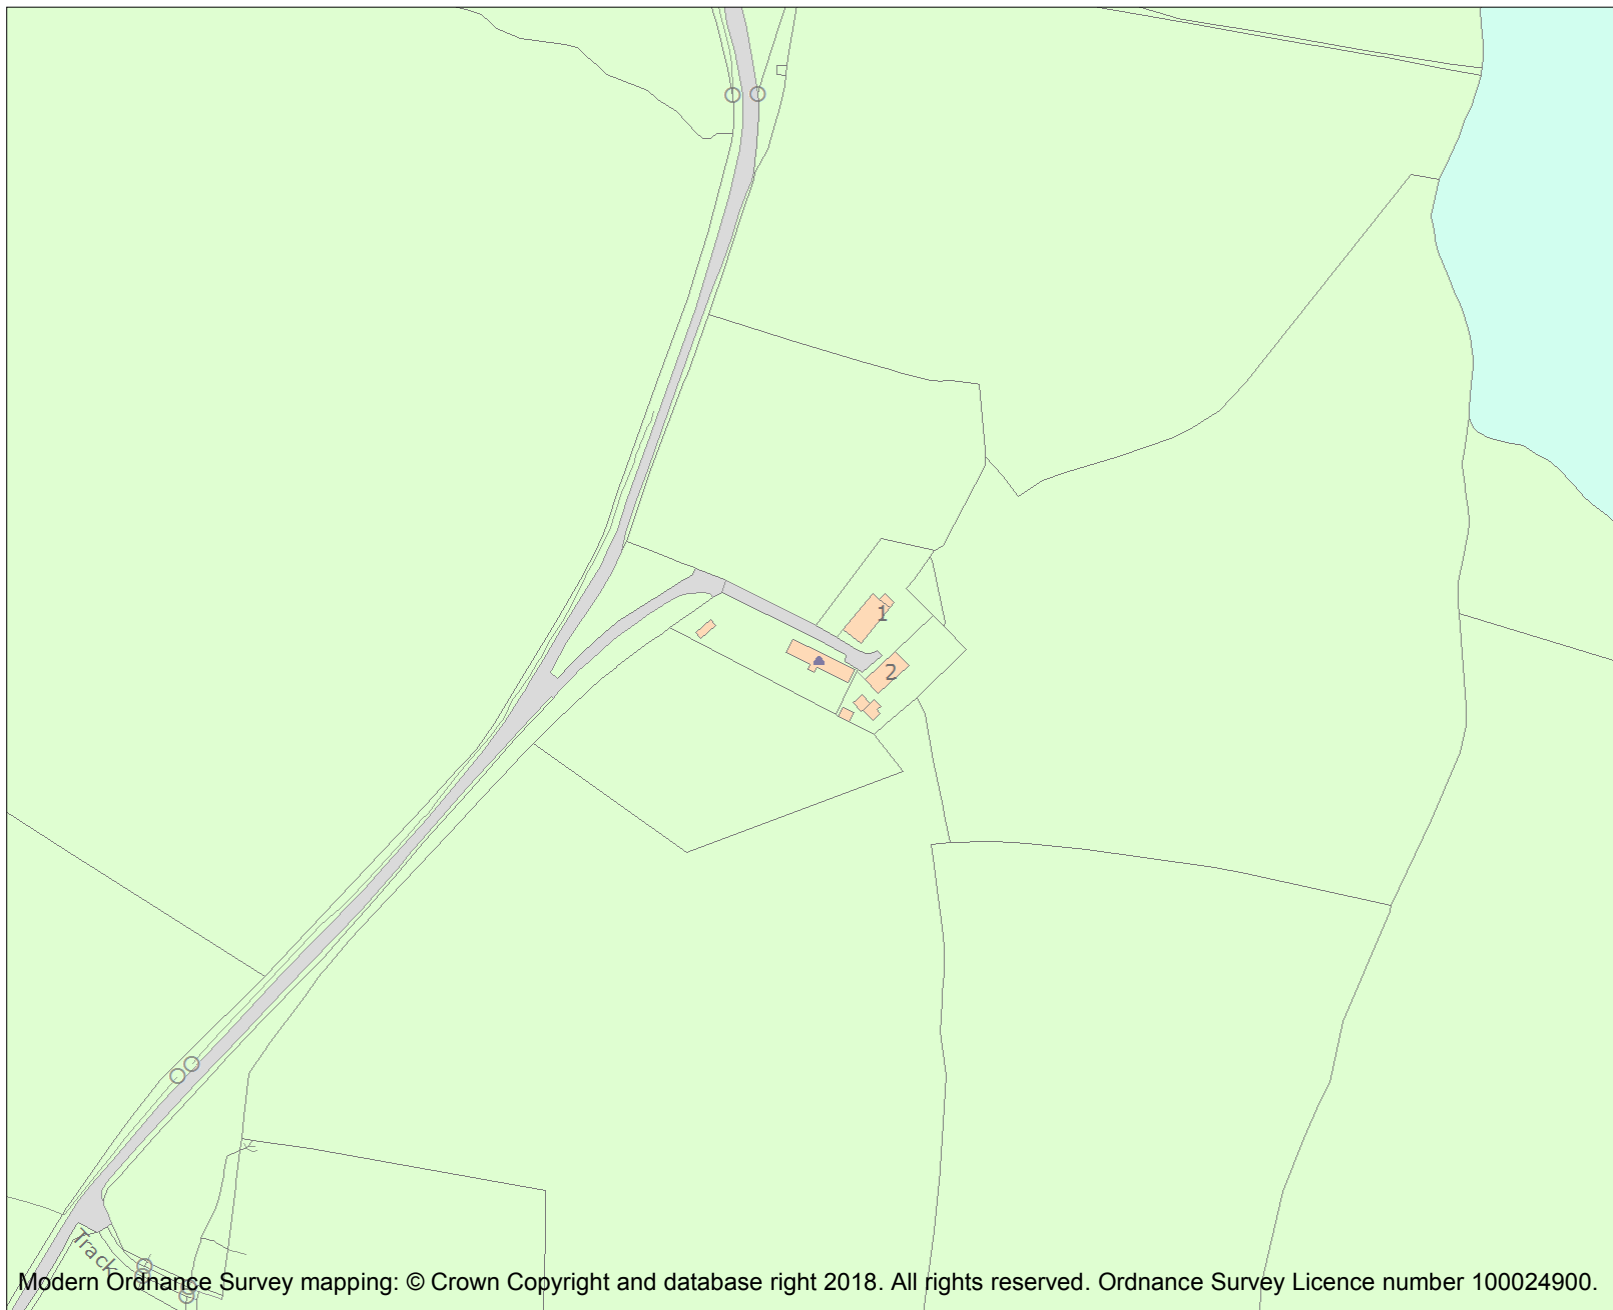 1
2
Track
Modern Ordnance Survey mapping: © Crown Copyright and database right 2018. All rights reserved. Ordnance Survey Licence number 100024900.